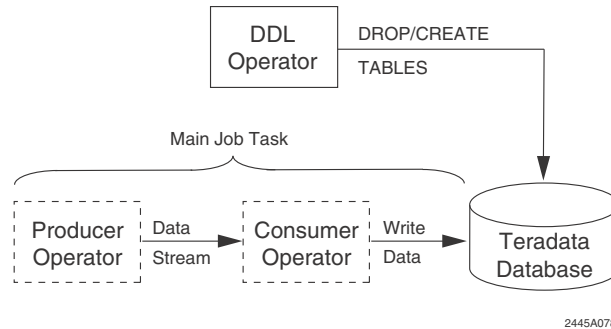 DDL
Operator
DROP/CREATE
TABLES
Main Job Task
Producer
Operator
Data
Stream
Consumer
Operator
Write
Data
Teradata
Database